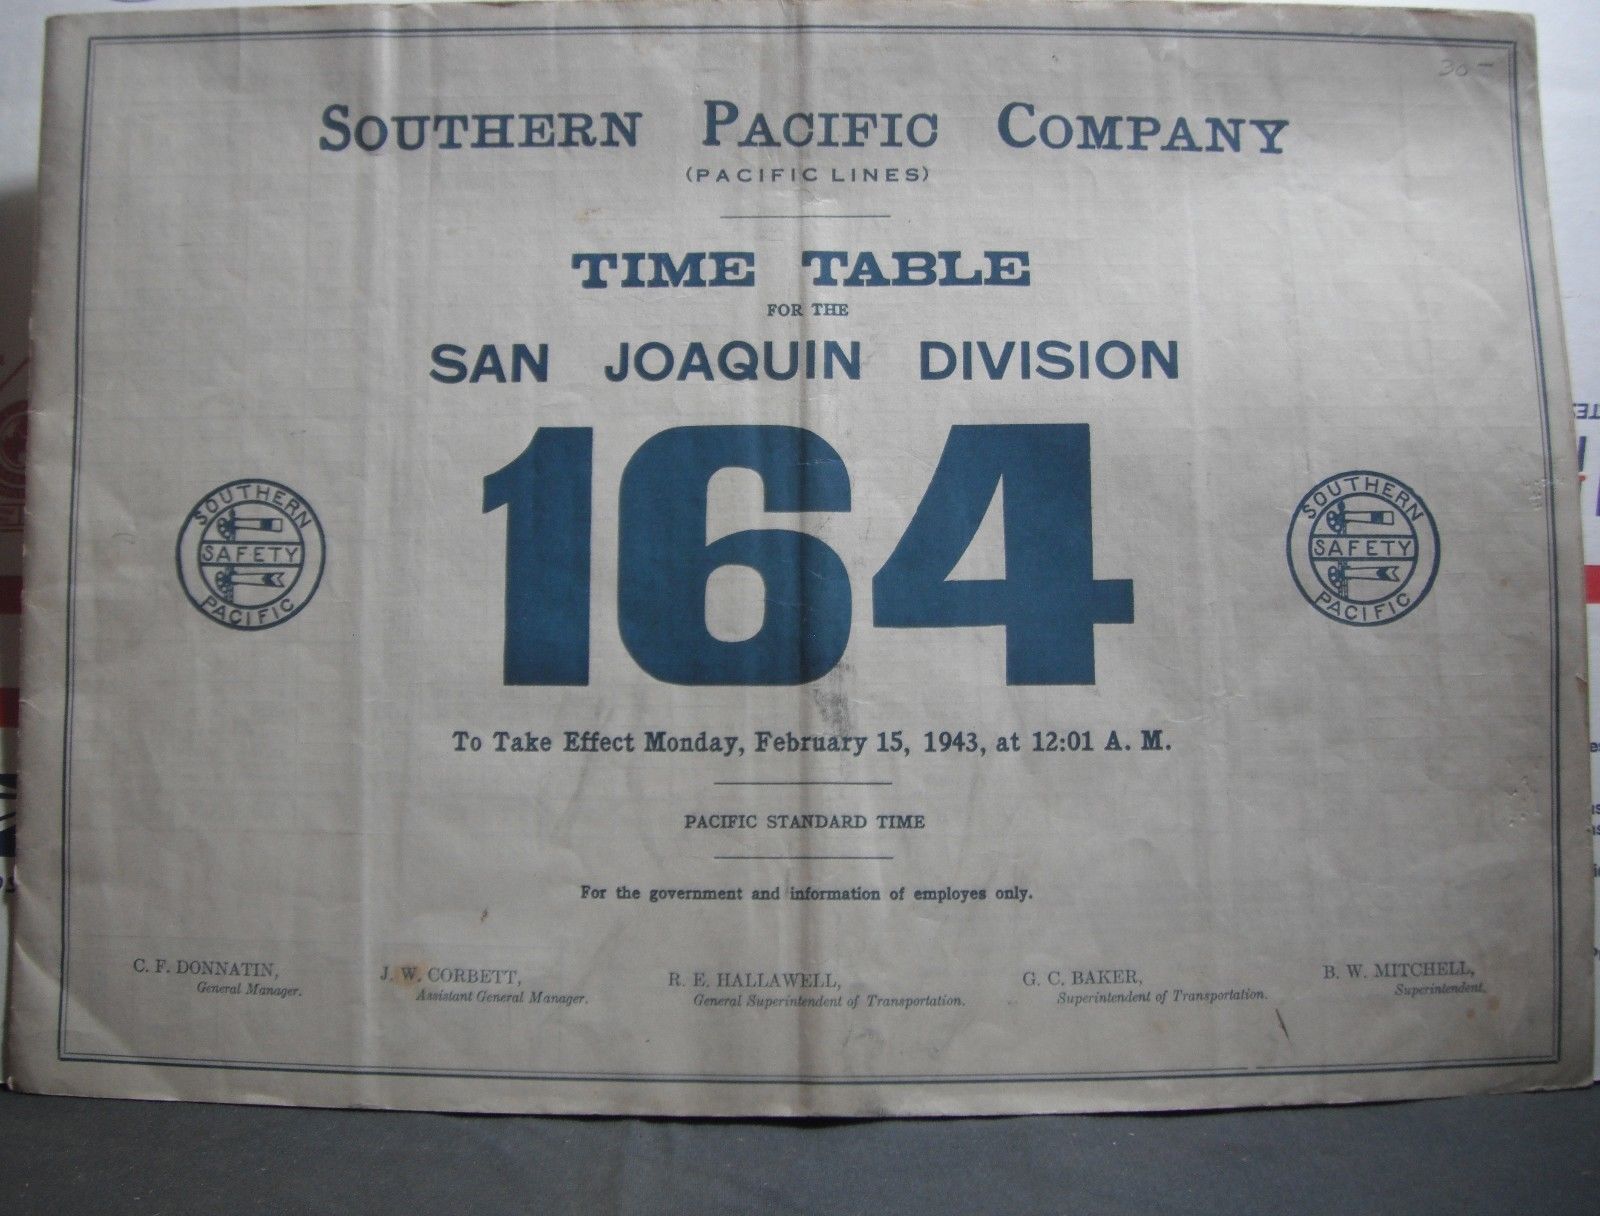 30-
SOUTHERN PACIFIC COMPANY
(PACIFIC LINES)
TIME TABLE
FOR THE
SAN JOAQUIN DIVISION
164
SOUTHERN
SAFETY
PACIFIC
SOUTHERN
SAFETY
PACIFIC
To Take Effect Monday, February 15, 1943, at 12:01 A. M.
PACIFIC STANDARD TIME
For the government and information of employes only.
C. F. DONNATIN,
General Manager.
J. W. CORBETT,
Assistant General Manager.
R. E. HALLAWELL,
General Superintendent of Transportation.
G. C. BAKER,
Superintendent of Transportation.
B. W. MITCHELL,
Superintendent.